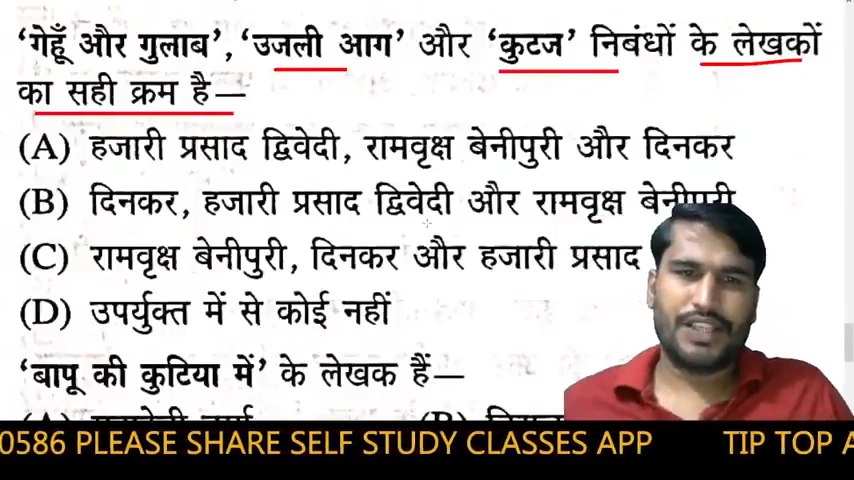 ‘गेहूँ और गुलाब’, ‘उजली आग’ और ‘कुटज’ निबंधों के लेखकों
का सही क्रम है—
(A) हजारी प्रसाद द्विवेदी, रामवृक्ष बेनीपुरी और दिनकर
(B) दिनकर, हजारी प्रसाद द्विवेदी और रामवृक्ष बेनीपुरी
(C) रामवृक्ष बेनीपुरी, दिनकर और हजारी प्रसाद
(D) उपर्युक्त में से कोई नहीं
‘बापू की कुटिया में’ के लेखक हैं—
0586 PLEASE SHARE SELF STUDY CLASSES APP TIP TOP A